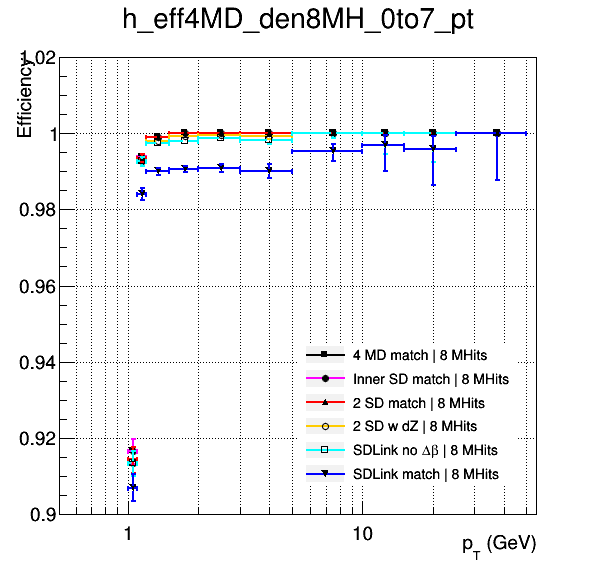 h_eff4MD_den8MH_0to7_pt
Efficiency
1.02
1
0.98
0.96
0.94
0.92
0.9
4 MD match | 8 MHits
Inner SD match | 8 MHits
2 SD match | 8 MHits
2 SD w dZ | 8 MHits
SDLink no Δβ | 8 MHits
SDLink match | 8 MHits
1
10
p_T (GeV)